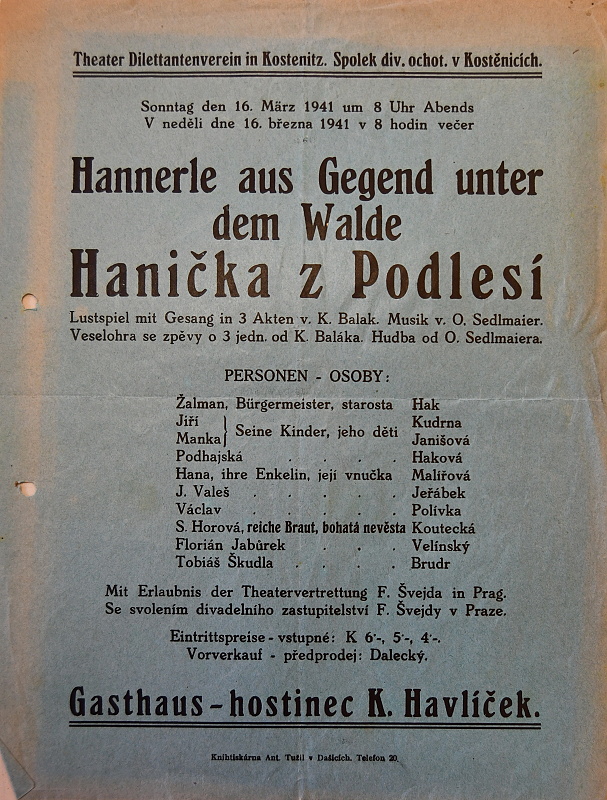 Theater Dilettantenverein in Kostenitz. Spolek div. ochot. v Kostěnicích.
Sonntag den 16. März 1941 um 8 Uhr Abends
V neděli dne 16. března 1941 v 8 hodin večer
Hannerle aus Gegend unter
dem Walde
Hanička z Podlesí
Lustspiel mit Gesang in 3 Akten v. K. Balak. Musik v. O. Sedlmaier.
Veselohra se zpěvy o 3 jedn. od K. Baláka. Hudba od O. Sedlmaiera.
PERSONEN - OSOBY:
Žalman, Bürgermeister, starosta Hak
Jiří } Seine Kinder, jeho děti Kudrna
Manka } Janišová
Podhajská . . . . Haková
Hana, ihre Enkelin, její vnučka Malířová
J. Valeš . . . . . Jeřábek
Václav . . . . . Polívka
S. Horová, reiche Braut, bohatá nevěsta Koutecká
Florián Jabůrek . . . Velínský
Tobiáš Škudla . . . Brudr
Mit Erlaubnis der Theatervertrettung F. Švejda in Prag.
Se svolením divadelního zastupitelství F. Švejdy v Praze.
Eintrittspreise - vstupné: K 6·-, 5·-, 4·-.
Vorverkauf - předprodej: Dalecký.
Gasthaus - hostinec K. Havlíček.
Knihtiskárna Ant. Tužil v Dašicích. Telefon 20.